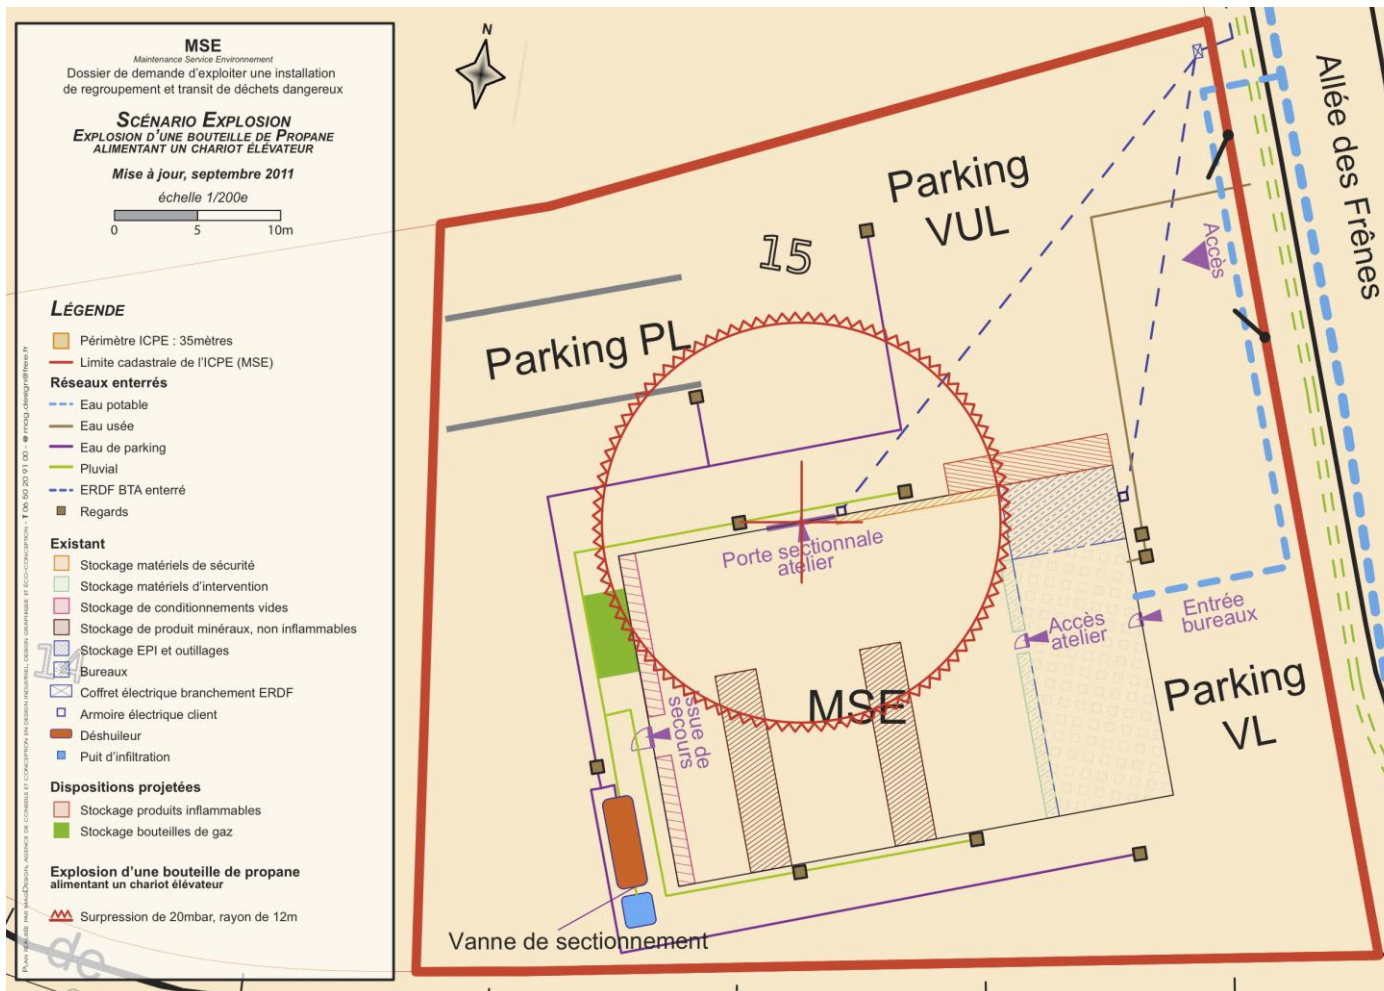 MSE
Maintenance Service Environnement
Dossier de demande d'exploiter une installation
de regroupement et transit de déchets dangereux
SCÉNARIO EXPLOSION
EXPLOSION D'UNE BOUTEILLE DE PROPANE
ALIMENTANT UN CHARIOT ÉLÉVATEUR
Mise à jour, septembre 2011
échelle 1/200e
0 5 10m
LÉGENDE
Périmètre ICPE : 35mètres
Limite cadastrale de l'ICPE (MSE)
Réseaux enterrés
Eau potable
Eau usée
Eau de parking
Pluvial
ERDF BTA enterré
Regards
Existant
Stockage matériels de sécurité
Stockage matériels d'intervention
Stockage de conditionnements vides
Stockage de produit minéraux, non inflammables
Stockage EPI et outillages
Bureaux
Coffret électrique branchement ERDF
Armoire électrique client
Déshuileur
Puit d'infiltration
Dispositions projetées
Stockage produits inflammables
Stockage bouteilles de gaz
Explosion d'une bouteille de propane
alimentant un chariot élévateur
Surpression de 20mbar, rayon de 12m
14
de
N
Parking
VUL
15
Parking PL
Allée des Frênes
Accès
Porte sectionnale
atelier
Accès
atelier
Entrée
bureaux
Issue de
secours
MSE
Parking
VL
Vanne de sectionnement